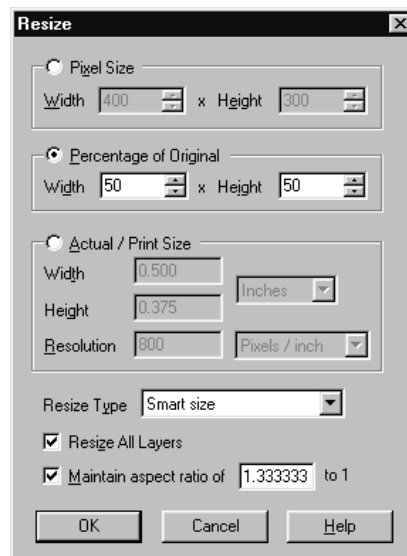 Resize
Pixel Size
Width 400 x Height 300
Percentage of Original
Width 50 x Height 50
Actual / Print Size
Width 0.500
Inches
Height 0.375
Resolution 800 Pixels / inch
Resize Type Smart size
Resize All Layers
Maintain aspect ratio of 1.333333 to 1
OK Cancel Help